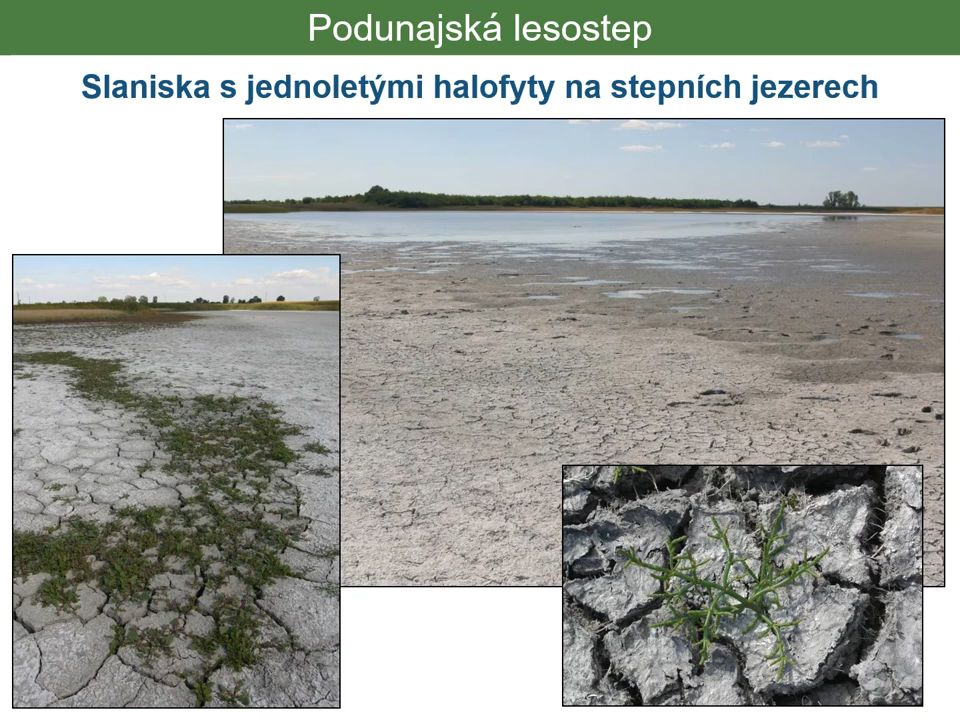 Podunajská lesostep
Slaniska s jednoletými halofyty na stepních jezerech